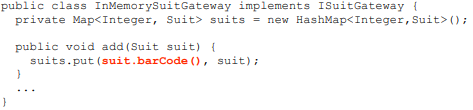 public class InMemorySuitGateway implements ISuitGateway {
  private Map<Integer, Suit> suits = new HashMap<Integer,Suit>();

  public void add(Suit suit) {
    suits.put(suit.barCode(), suit);
  }
  ...
}